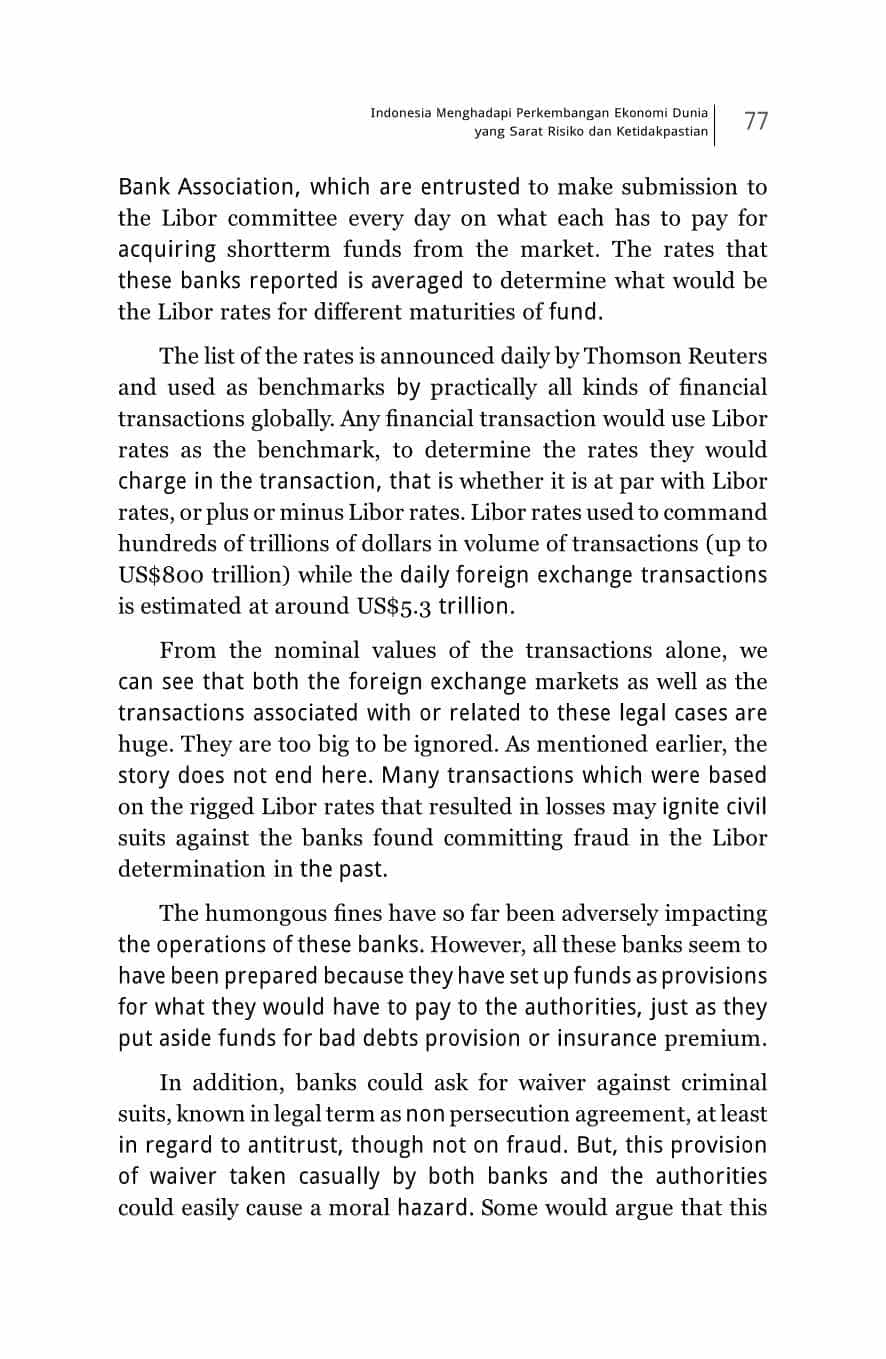 Indonesia Menghadapi Perkembangan Ekonomi Dunia
yang Sarat Risiko dan Ketidakpastian
77
Bank Association, which are entrusted to make submission to
the Libor committee every day on what each has to pay for
acquiring shortterm funds from the market. The rates that
these banks reported is averaged to determine what would be
the Libor rates for different maturities of fund.
The list of the rates is announced daily by Thomson Reuters
and used as benchmarks by practically all kinds of financial
transactions globally. Any financial transaction would use Libor
rates as the benchmark, to determine the rates they would
charge in the transaction, that is whether it is at par with Libor
rates, or plus or minus Libor rates. Libor rates used to command
hundreds of trillions of dollars in volume of transactions (up to
US$800 trillion) while the daily foreign exchange transactions
is estimated at around US$5.3 trillion.
From the nominal values of the transactions alone, we
can see that both the foreign exchange markets as well as the
transactions associated with or related to these legal cases are
huge. They are too big to be ignored. As mentioned earlier, the
story does not end here. Many transactions which were based
on the rigged Libor rates that resulted in losses may ignite civil
suits against the banks found committing fraud in the Libor
determination in the past.
The humongous fines have so far been adversely impacting
the operations of these banks. However, all these banks seem to
have been prepared because they have set up funds as provisions
for what they would have to pay to the authorities, just as they
put aside funds for bad debts provision or insurance premium.
In addition, banks could ask for waiver against criminal
suits, known in legal term as non persecution agreement, at least
in regard to antitrust, though not on fraud. But, this provision
of waiver taken casually by both banks and the authorities
could easily cause a moral hazard. Some would argue that this